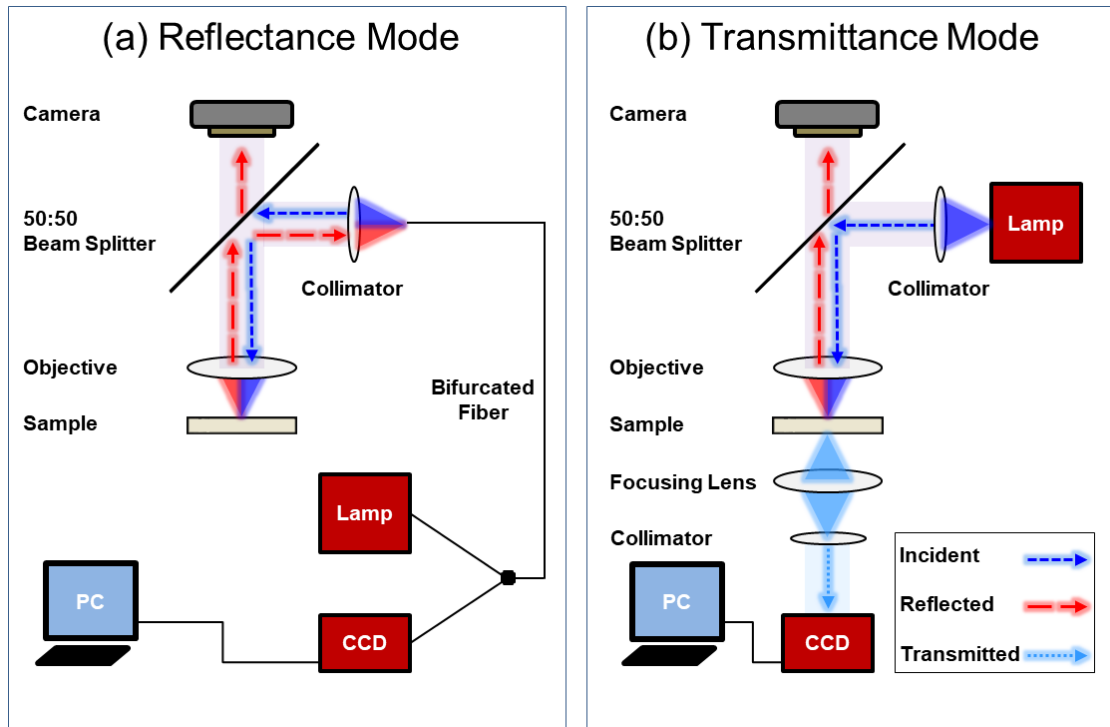 (a) Reflectance Mode
Camera
50:50
Beam Splitter
Collimator
Objective
Bifurcated
Fiber
Sample
Lamp
PC
CCD
(b) Transmittance Mode
Camera
50:50
Beam Splitter
Lamp
Collimator
Objective
Sample
Focusing Lens
Collimator
PC
CCD
Incident
Reflected
Transmitted